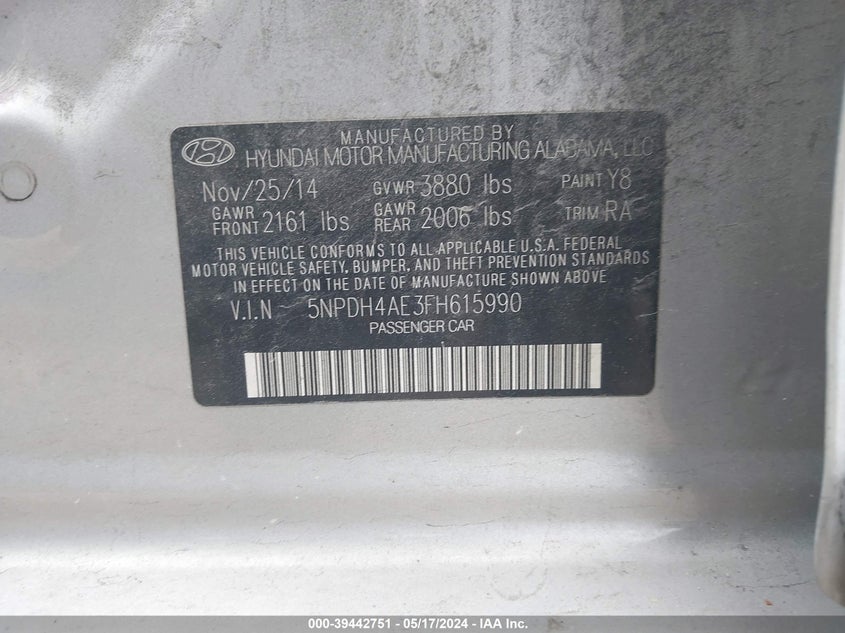 MANUFACTURED BY
HYUNDAI MOTOR MANUFACTURING ALABAMA, LLC
Nov/25/14 GVWR 3880 lbs PAINT Y8
GAWR FRONT 2161 lbs GAWR REAR 2006 lbs TRIM RA
THIS VEHICLE CONFORMS TO ALL APPLICABLE U.S.A. FEDERAL
MOTOR VEHICLE SAFETY, BUMPER, AND THEFT PREVENTION STANDARDS
IN EFFECT ON THE DATE OF MANUFACTURE SHOWN ABOVE
V.I.N 5NPDH4AE3FH615990
PASSENGER CAR
000-39442751 - 05/17/2024 - IAA Inc.